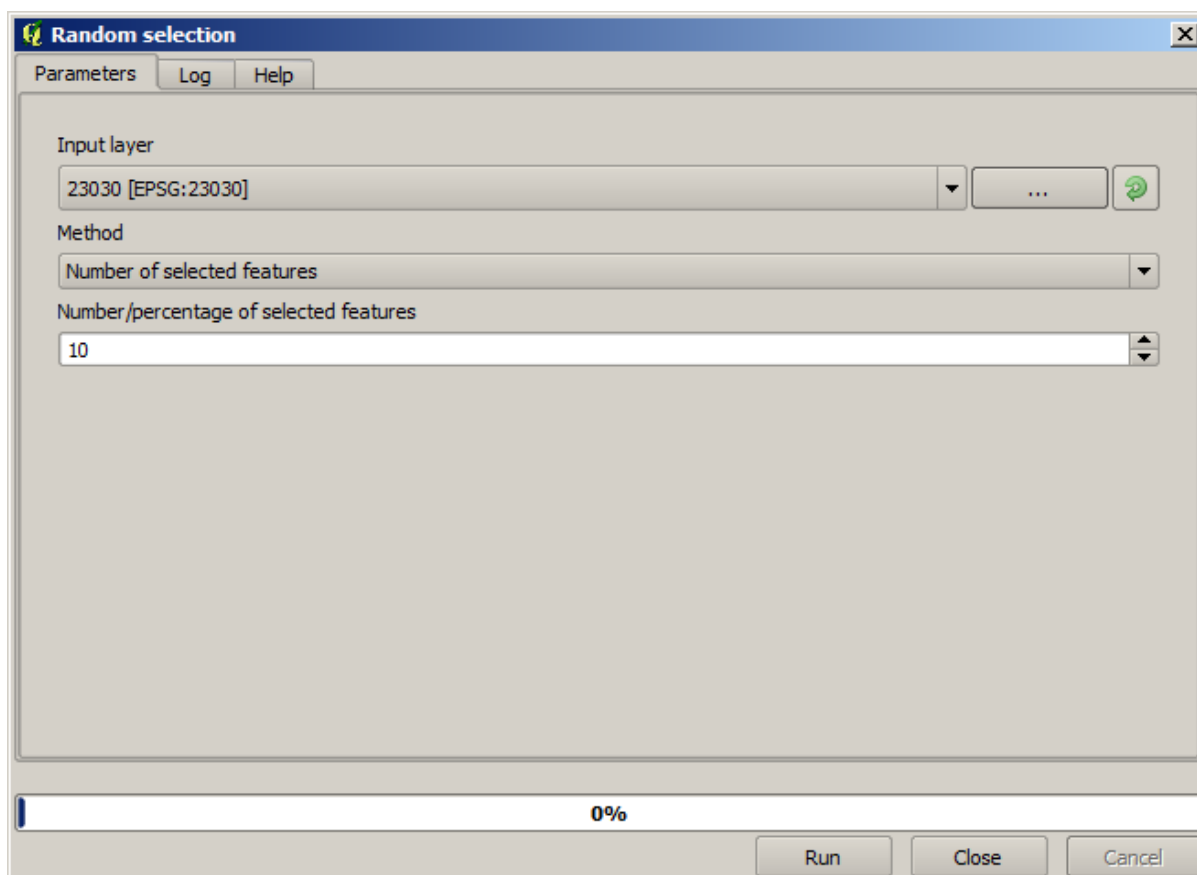 Random selection
Parameters Log Help
Input layer
23030 [EPSG:23030]
...
Method
Number of selected features
Number/percentage of selected features
10
0%
Run Close Cancel